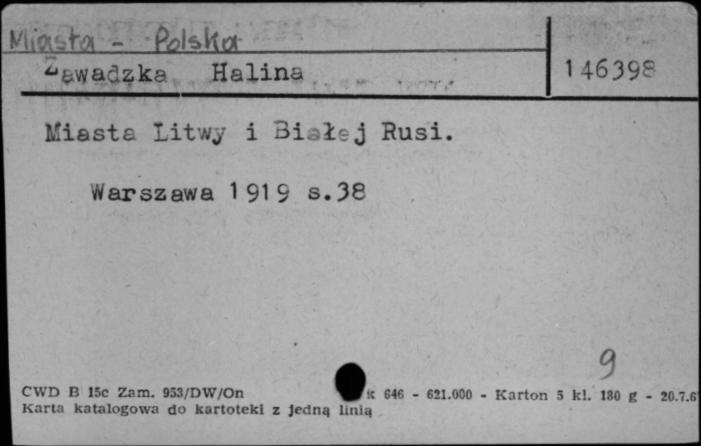 Miasta - Polska
Zawadzka Halina
146398
Miasta Litwy i Białej Rusi.
Warszawa 1919 s.38
9
CWD B 15c Zam. 953/DW/On k 646 - 621.000 - Karton 5 kl. 180 g - 20.7.6
Karta katalogowa do kartoteki z jedną linią